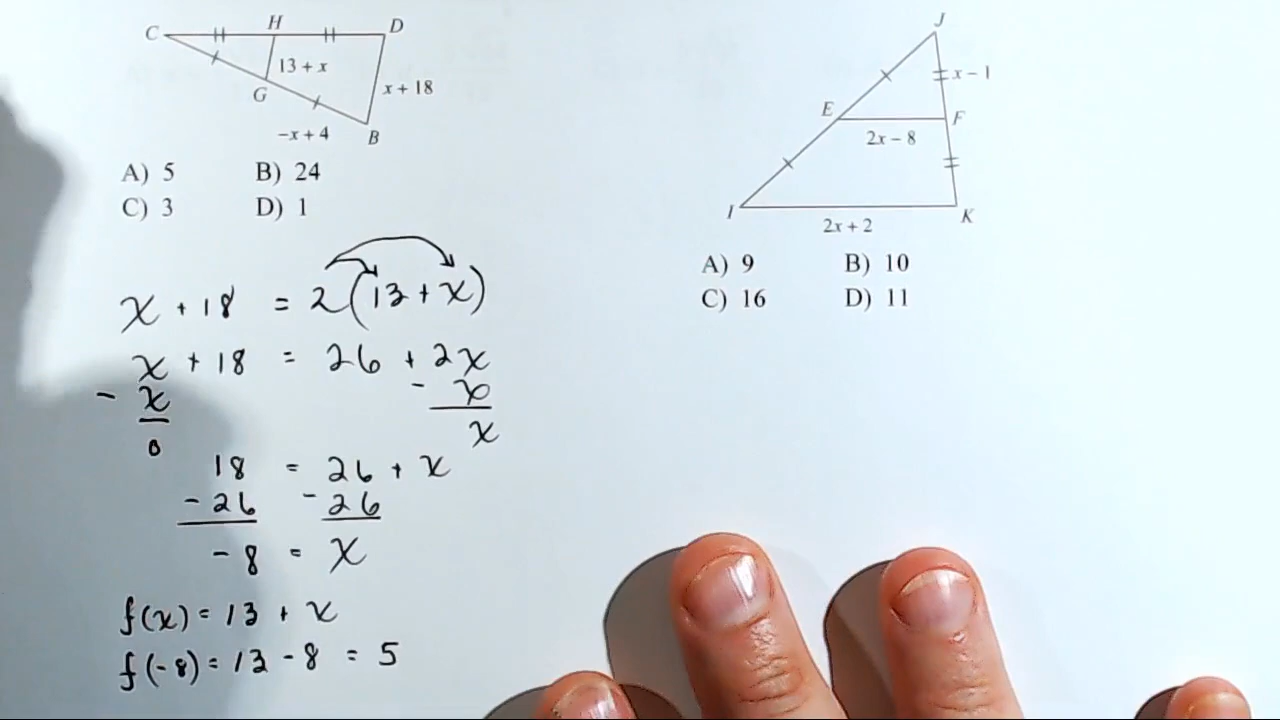 C H D
13 + x
G
x + 18
−x + 4 B
A) 5 B) 24
C) 3 D) 1
x + 18 = 2(13 + x)
x + 18 = 26 + 2x
- x - x
0 x
18 = 26 + x
- 26 - 26
-8 = x
f(x) = 13 + x
f(-8) = 13 - 8 = 5
J
x − 1
E F
2x − 8
I K
2x + 2
A) 9 B) 10
C) 16 D) 11